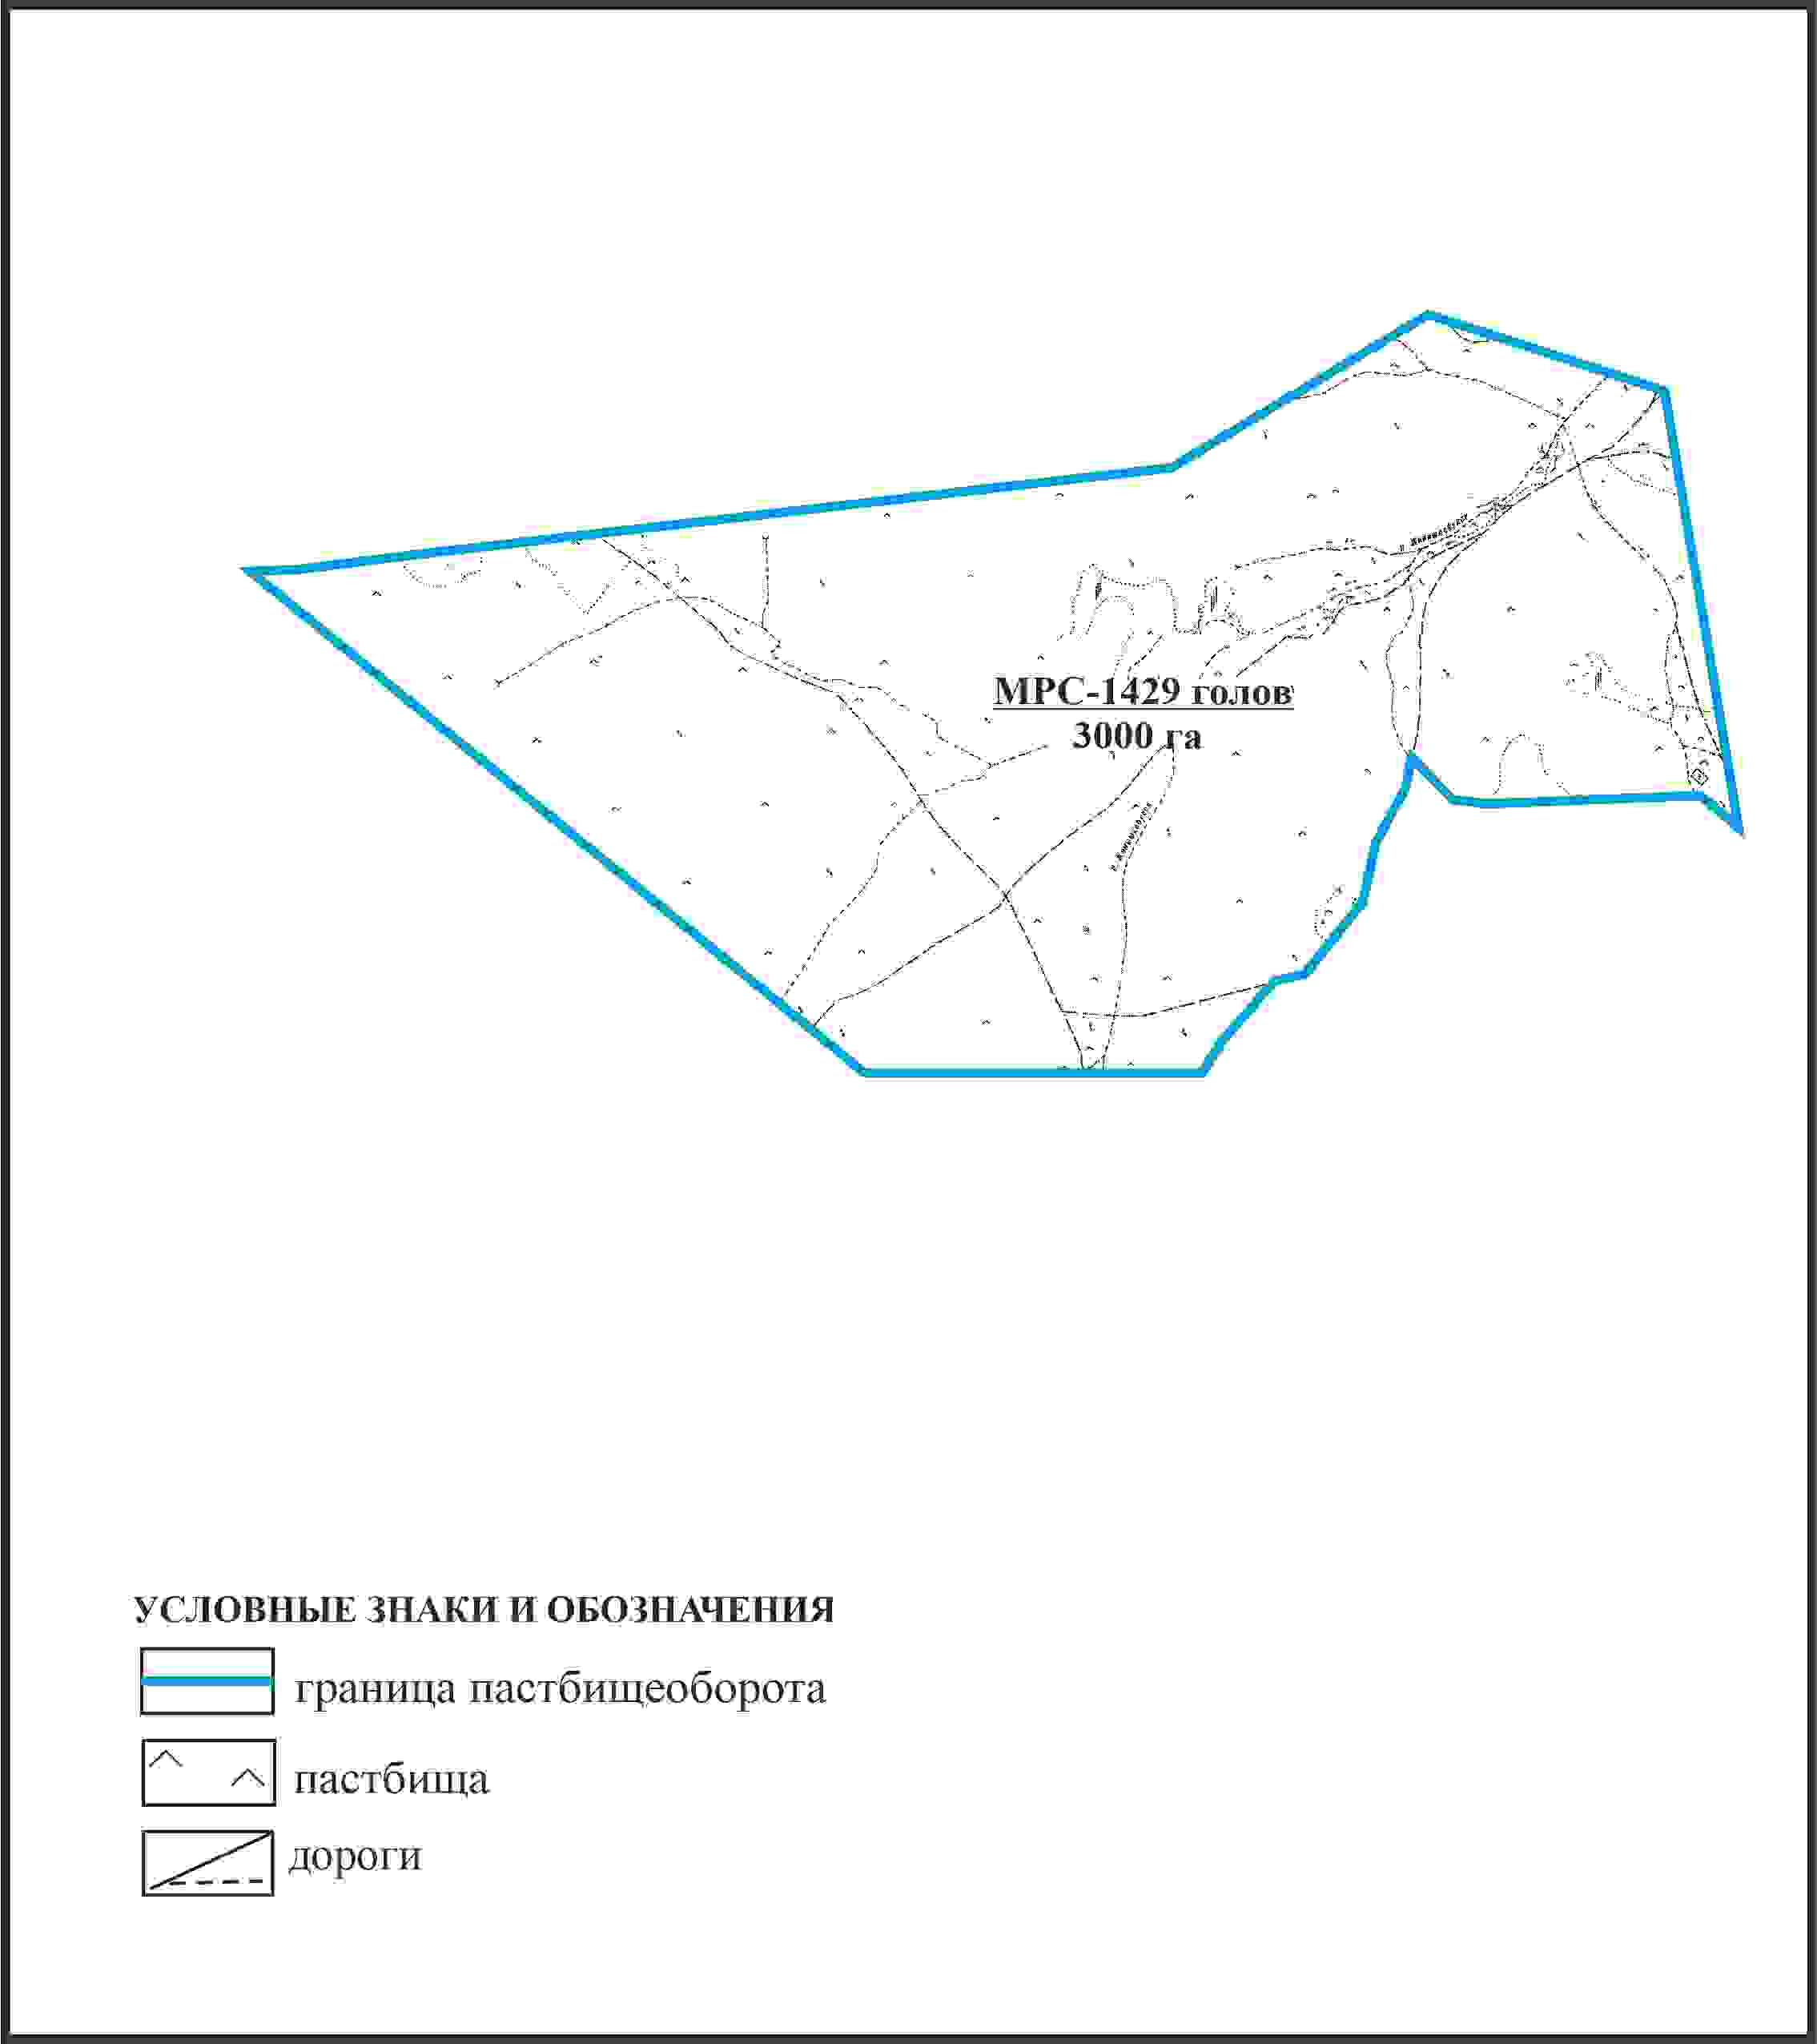 МРС-1429 голов
3000 га
УСЛОВНЫЕ ЗНАКИ И ОБОЗНАЧЕНИЯ
граница пастбищеоборота
пастбища
дороги